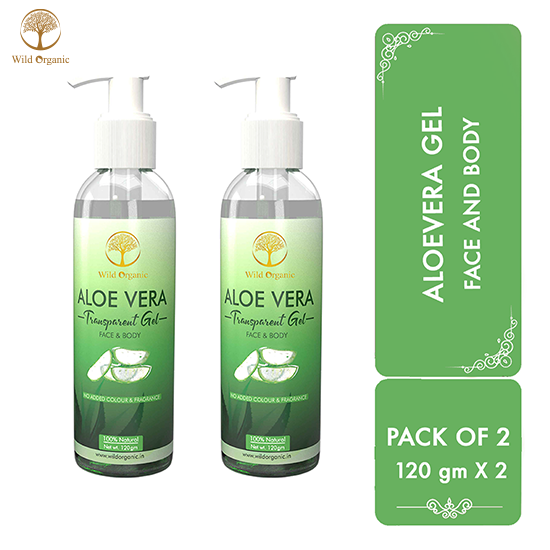 Wild Organic
Wild Organic
ALOE VERA
Transparent Gel
FACE & BODY
NO ADDED COLOUR & FRAGRANCE
100% Natural
Net wt. 120gm
www.wildorganic.in
Wild Organic
ALOE VERA
Transparent Gel
FACE & BODY
NO ADDED COLOUR & FRAGRANCE
100% Natural
Net wt. 120gm
www.wildorganic.in
ALOEVERA GEL
FACE AND BODY
PACK OF 2
120 gm X 2